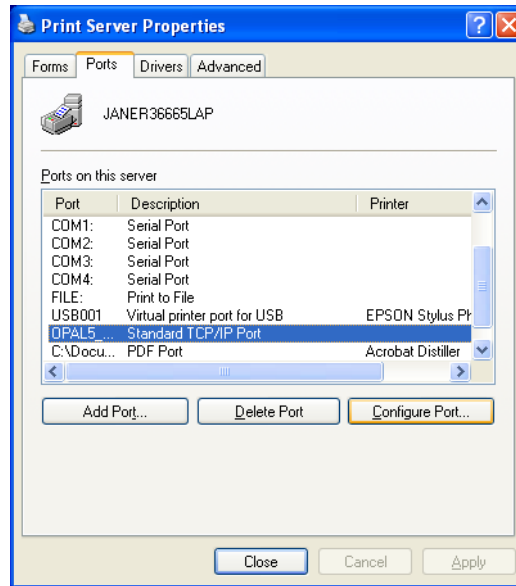 Print Server Properties
Forms Ports Drivers Advanced
JANER36665LAP
Ports on this server
Port Description Printer
COM1: Serial Port
COM2: Serial Port
COM3: Serial Port
COM4: Serial Port
FILE: Print to File
USB001 Virtual printer port for USB EPSON Stylus Ph
OPAL5_... Standard TCP/IP Port
C:\Docu... PDF Port Acrobat Distiller
Add Port... Delete Port Configure Port...
Close Cancel Apply